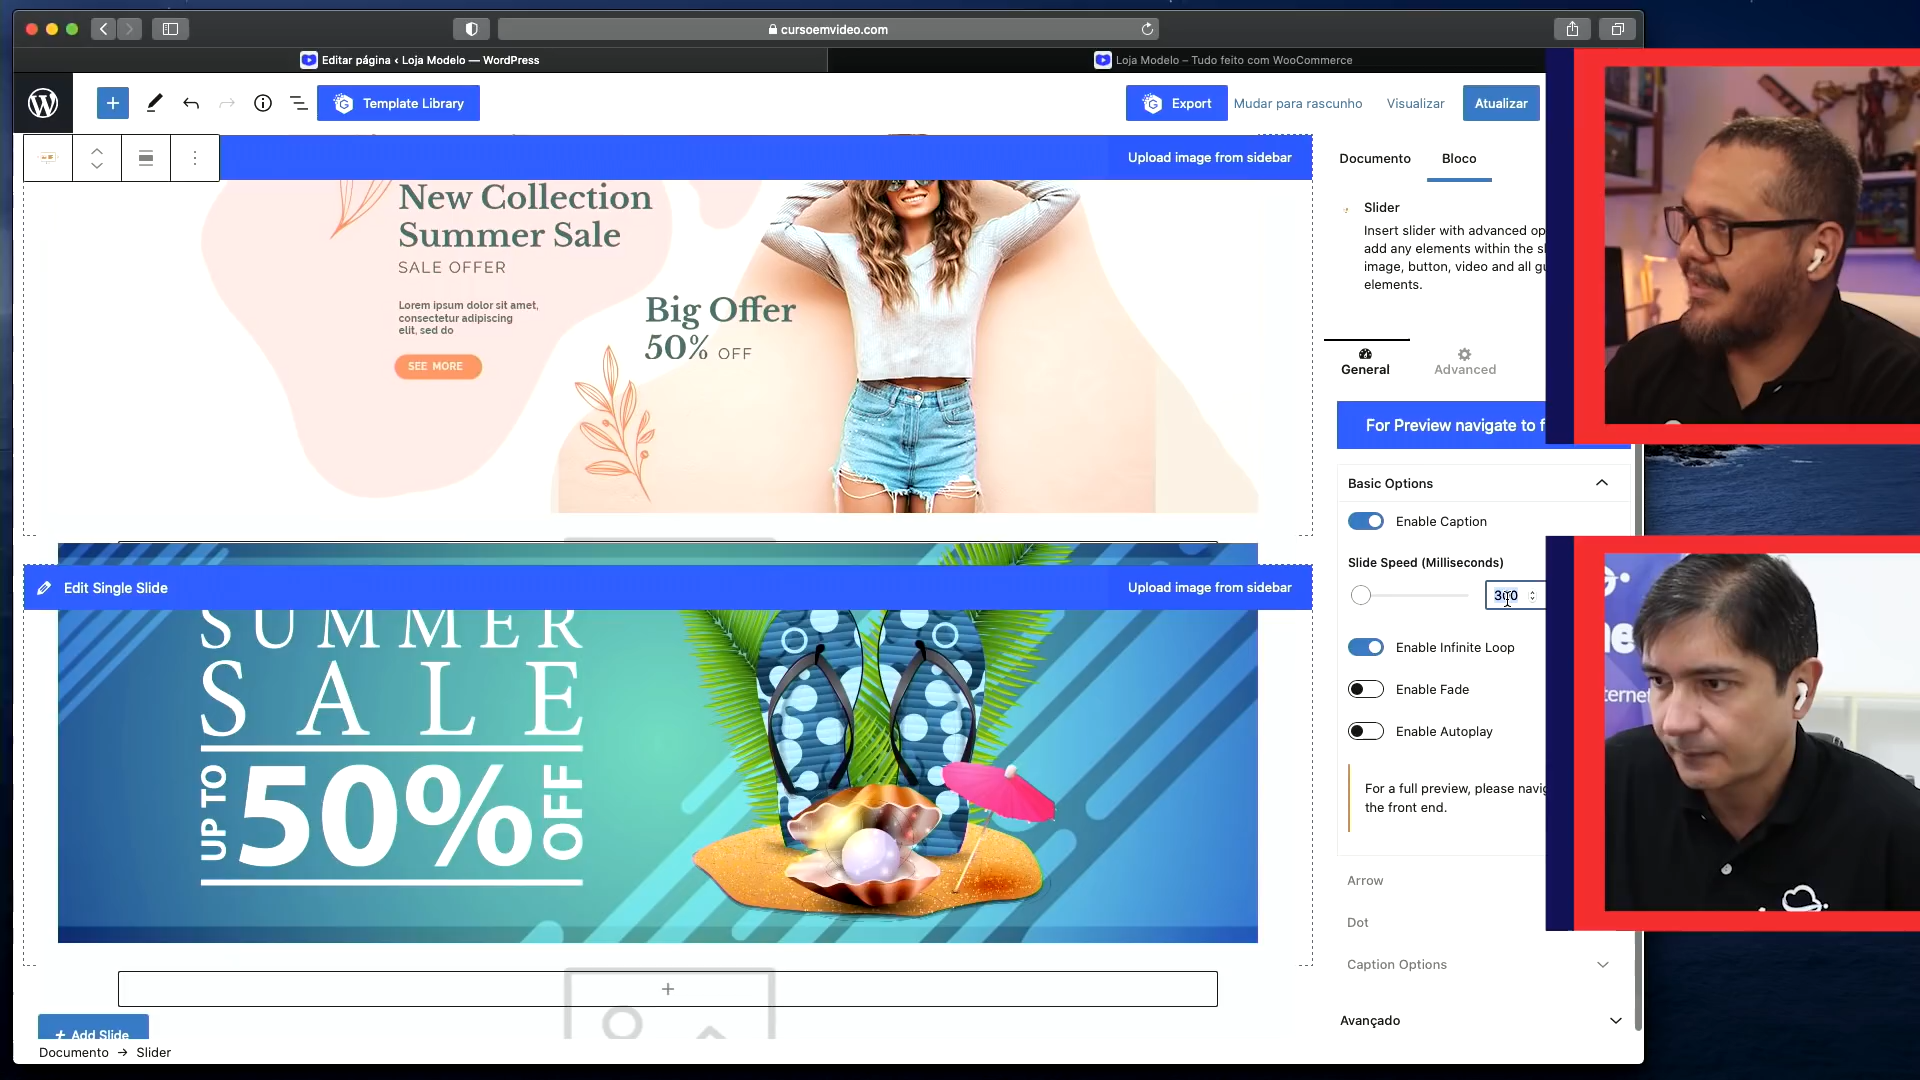 cursoemvideo.com
Editar página ‹ Loja Modelo — WordPress
Loja Modelo – Tudo feito com WooCommerce
Template Library
Export
Mudar para rascunho
Visualizar
Atualizar
Upload image from sidebar
New Collection
Summer Sale
SALE OFFER
Lorem ipsum dolor sit amet,
consectetur adipiscing
elit, sed do
SEE MORE
Big Offer
50% OFF
Edit Single Slide
Upload image from sidebar
SUMMER
SALE
UP TO
50%
OFF
+ Add Slide
Documento → Slider
Documento
Bloco
Slider
Insert slider with advanced
add any elements within the
image, button, video and all
elements.
General
Advanced
For Preview navigate to
Basic Options
Enable Caption
Slide Speed (Milliseconds)
300
Enable Infinite Loop
Enable Fade
Enable Autoplay
For a full preview, please
the front end.
Arrow
Dot
Caption Options
Avançado